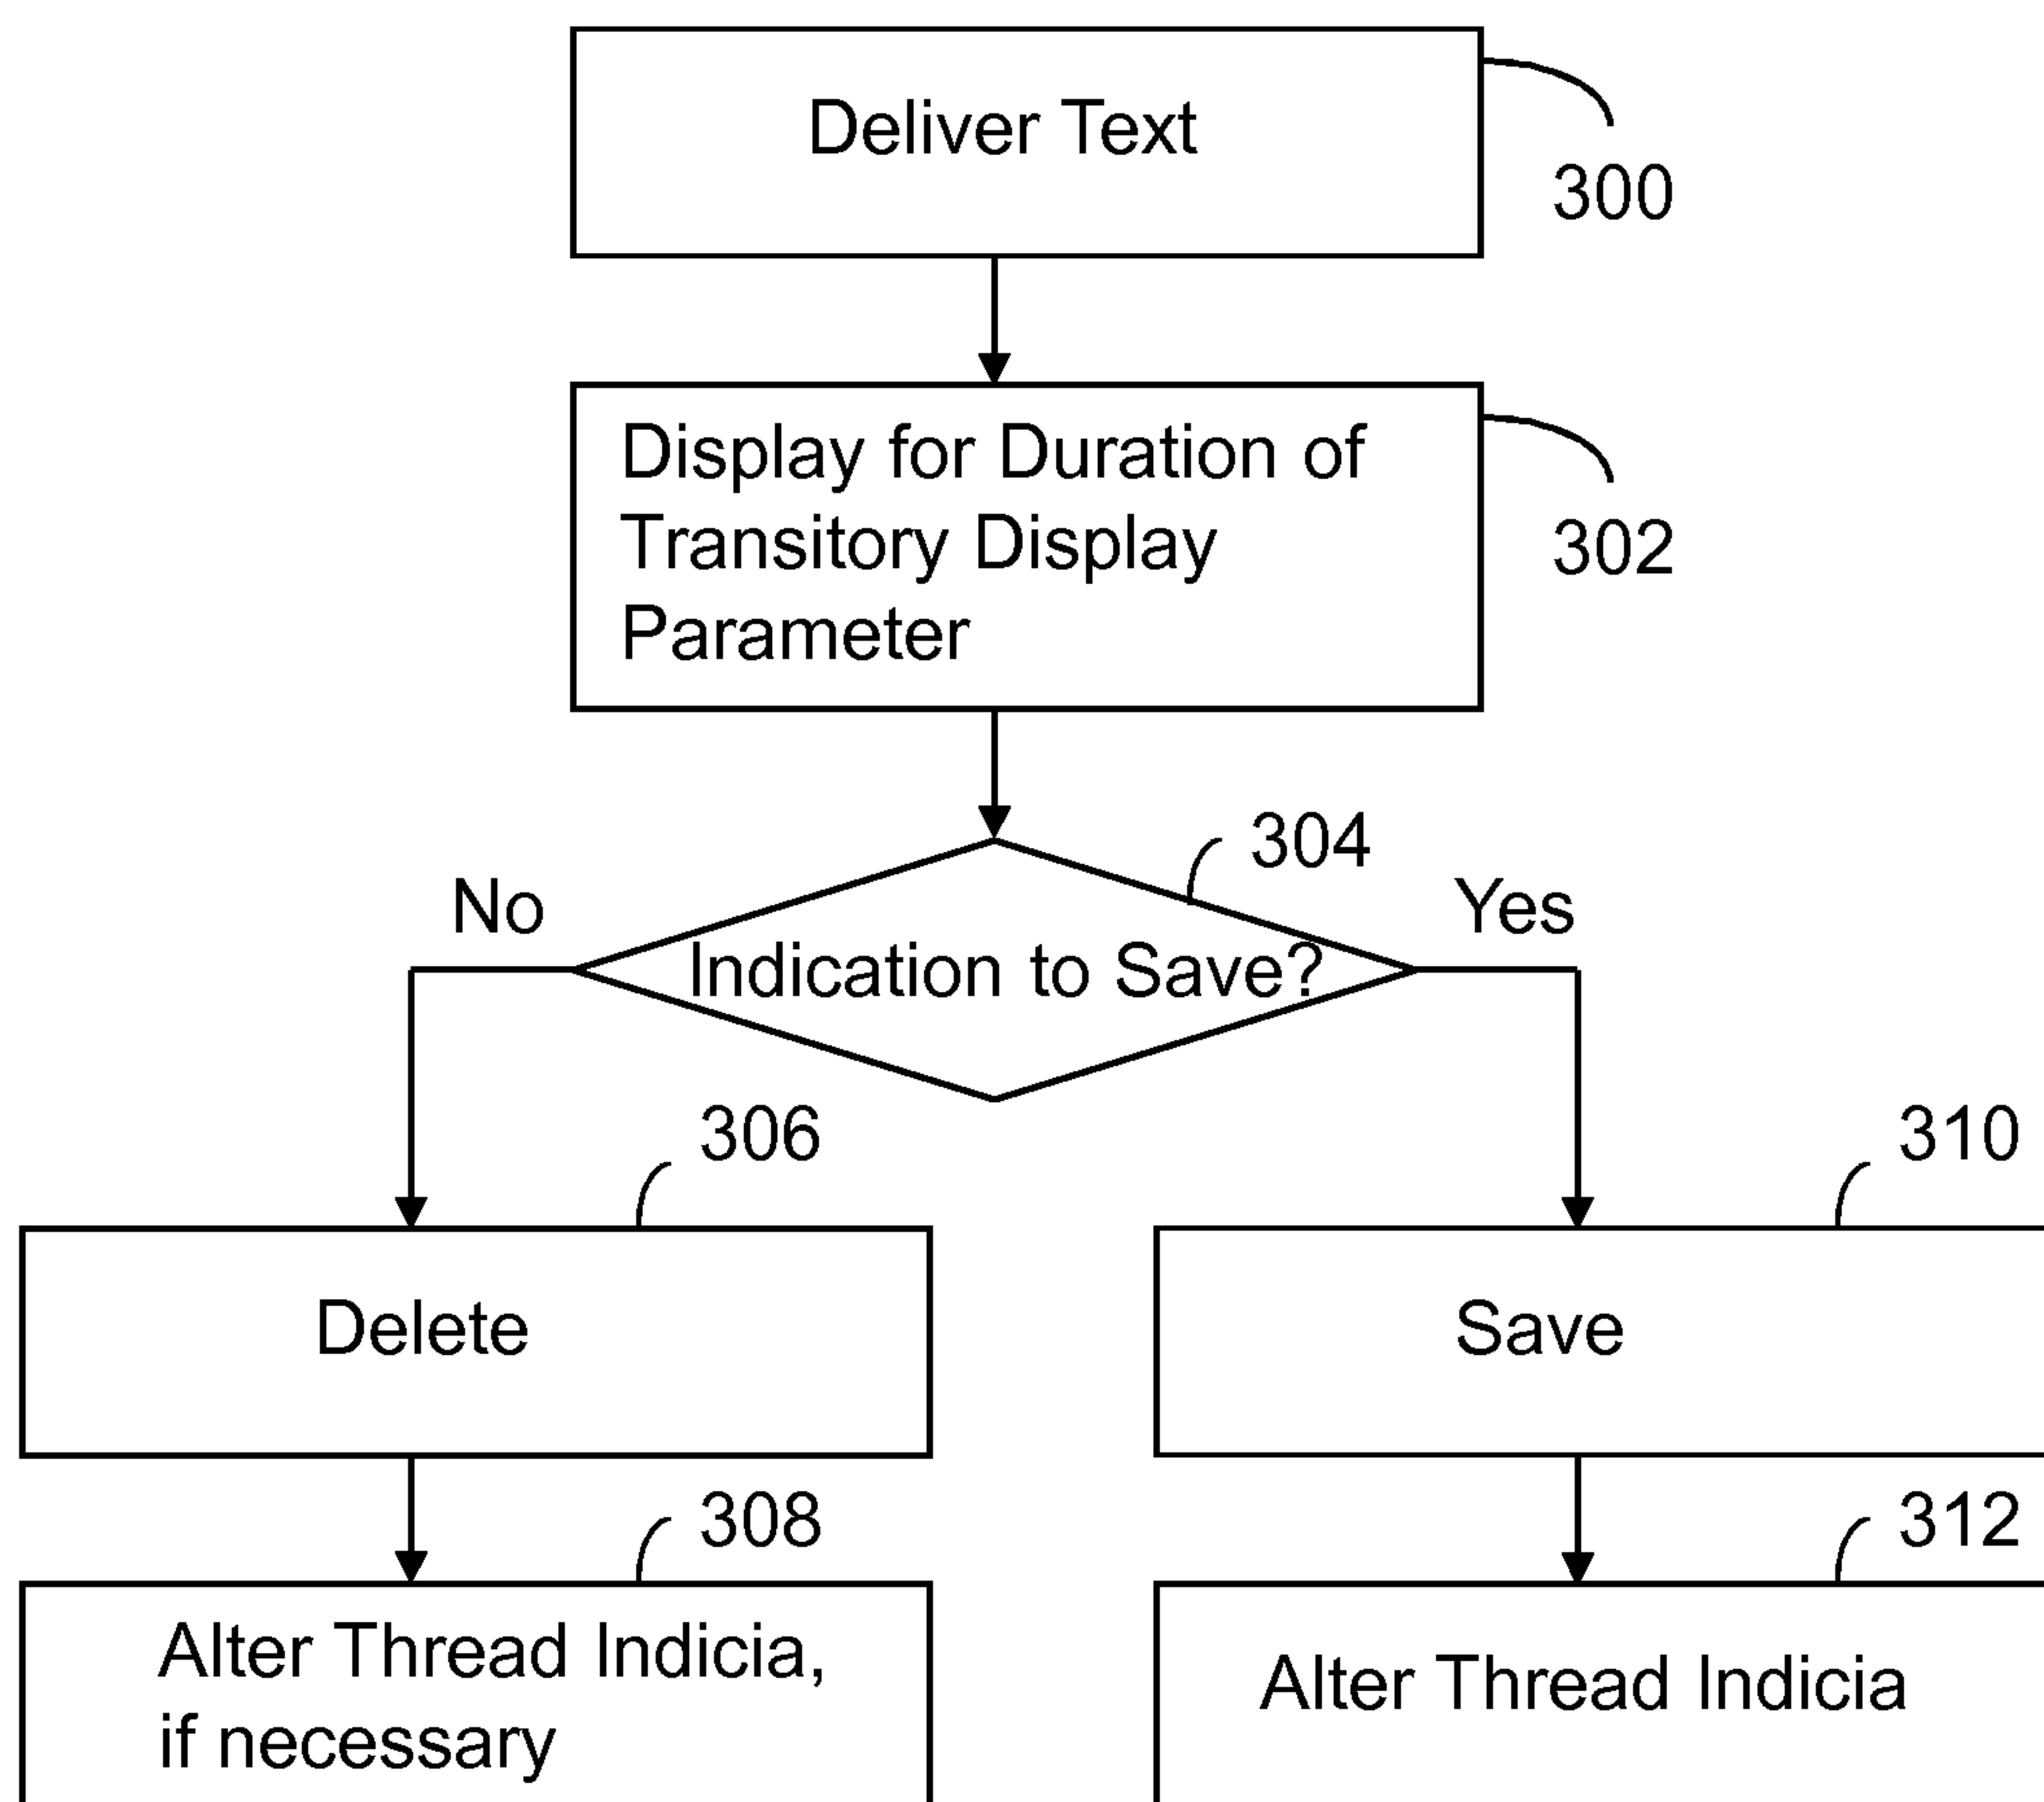 Deliver Text
300
Display for Duration of
Transitory Display
Parameter
302
304
No
Yes
Indication to Save?
306
310
Delete
Save
308
312
Alter Thread Indicia,
if necessary
Alter Thread Indicia